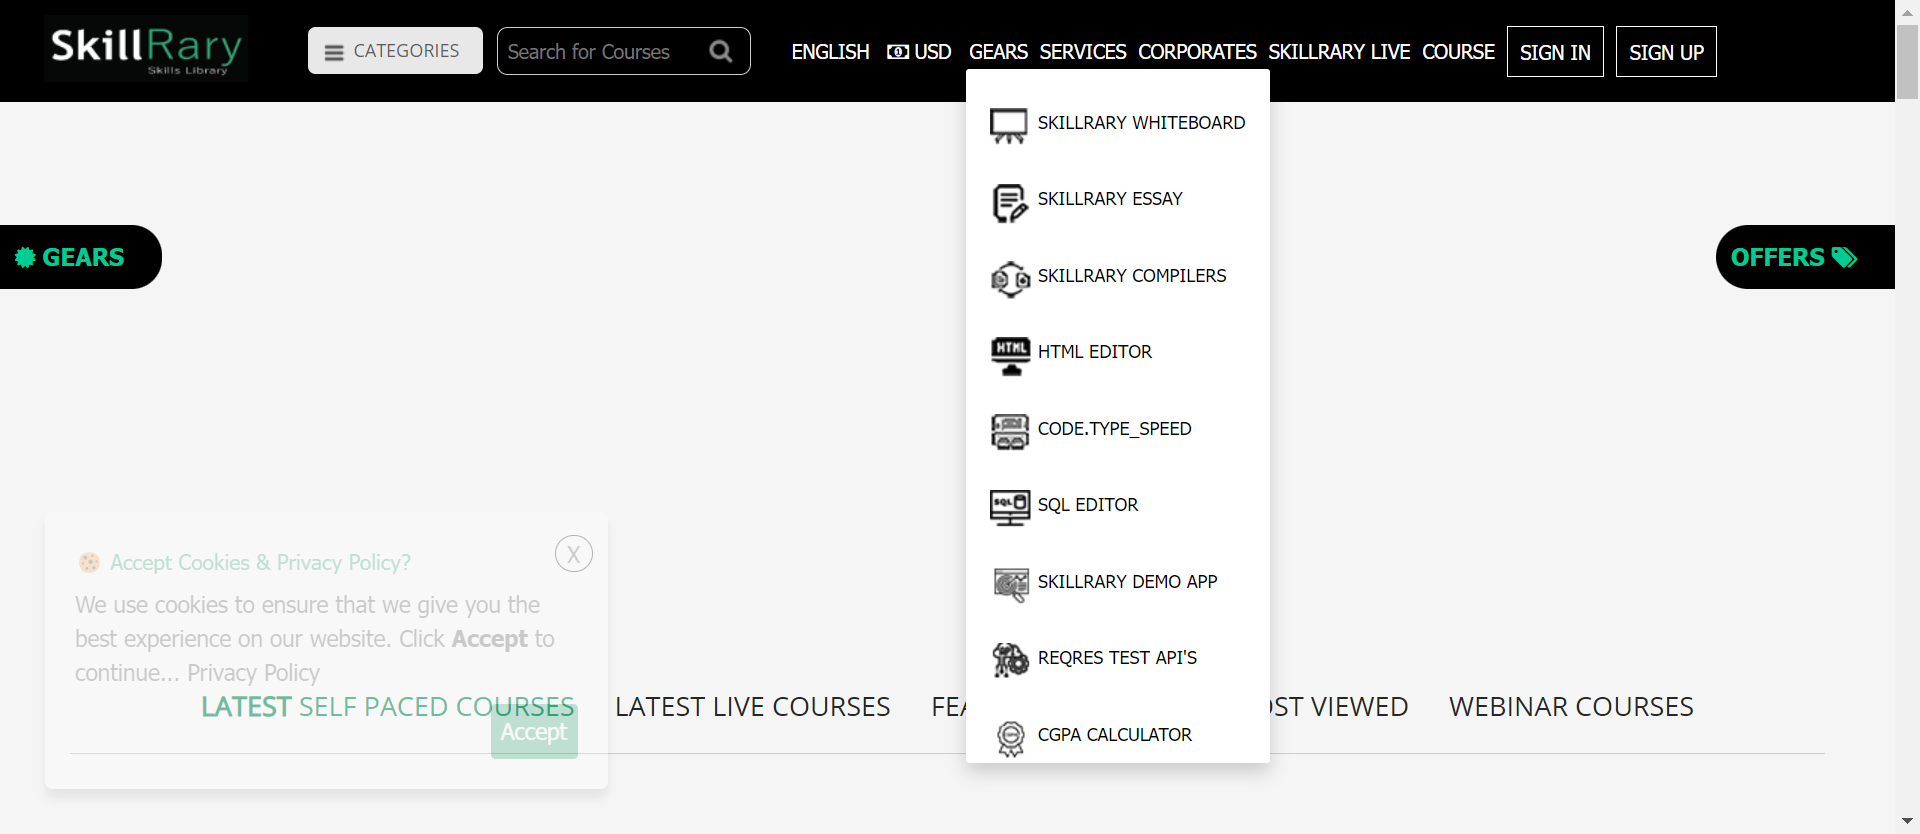 SkillRary
Skills Library
CATEGORIES
Search for Courses
ENGLISH USD GEARS SERVICES CORPORATES SKILLRARY LIVE COURSE SIGN IN SIGN UP
SKILLRARY WHITEBOARD
SKILLRARY ESSAY
GEARS
OFFERS
SKILLRARY COMPILERS
HTML
HTML EDITOR
CODE.TYPE_SPEED
SQL
SQL EDITOR
Accept Cookies & Privacy Policy?
X
We use cookies to ensure that we give you the
best experience on our website. Click Accept to
continue... Privacy Policy
Accept
SKILLRARY DEMO APP
REQRES TEST API'S
CGPA CALCULATOR
LATEST SELF PACED COURSES LATEST LIVE COURSES FEA OST VIEWED WEBINAR COURSES